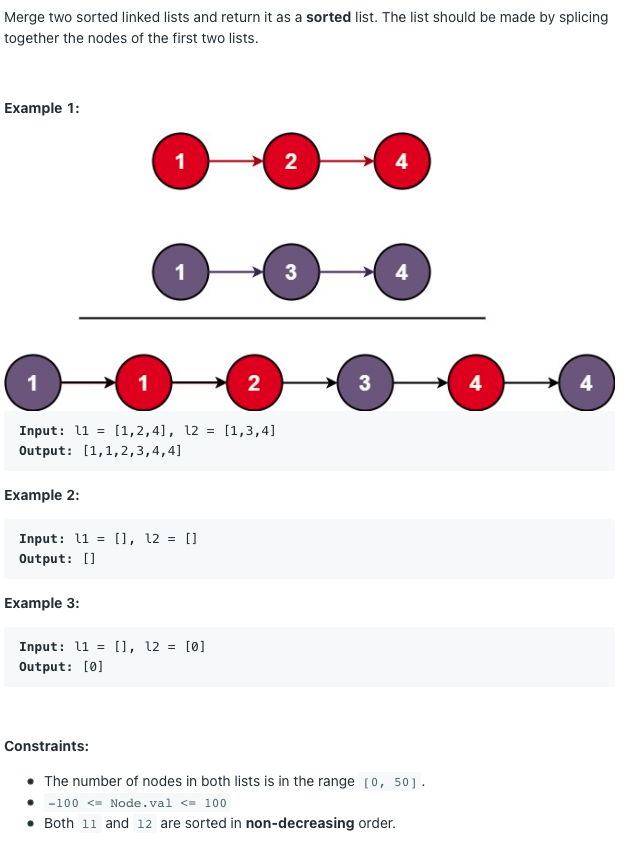 Merge two sorted linked lists and return it as a sorted list. The list should be made by splicing
together the nodes of the first two lists.
Example 1:
1 2 4
1 3 4
1 1 2 3 4 4
Input: l1 = [1,2,4], l2 = [1,3,4]
Output: [1,1,2,3,4,4]
Example 2:
Input: l1 = [], l2 = []
Output: []
Example 3:
Input: l1 = [], l2 = [0]
Output: [0]
Constraints:
• The number of nodes in both lists is in the range [0, 50].
• -100 <= Node.val <= 100
• Both l1 and l2 are sorted in non-decreasing order.